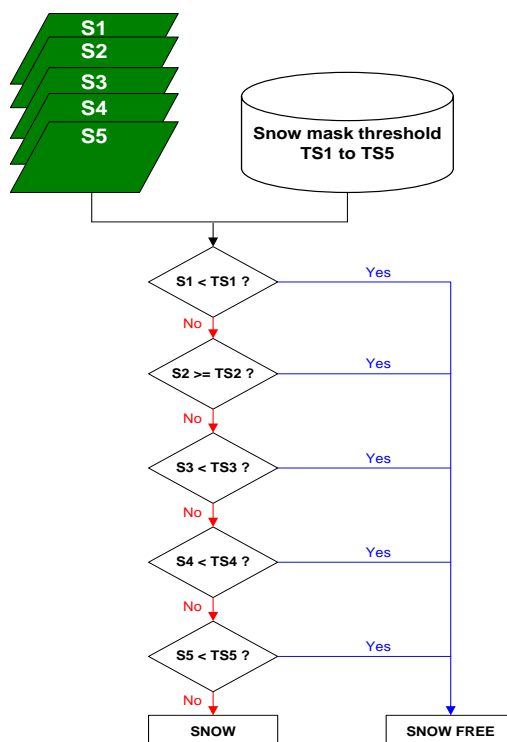 S1
S2
S3
S4
S5
Snow mask threshold
TS1 to TS5
S1 < TS1 ?
Yes
No
S2 >= TS2 ?
Yes
No
S3 < TS3 ?
Yes
No
S4 < TS4 ?
Yes
No
S5 < TS5 ?
Yes
No
SNOW
SNOW FREE